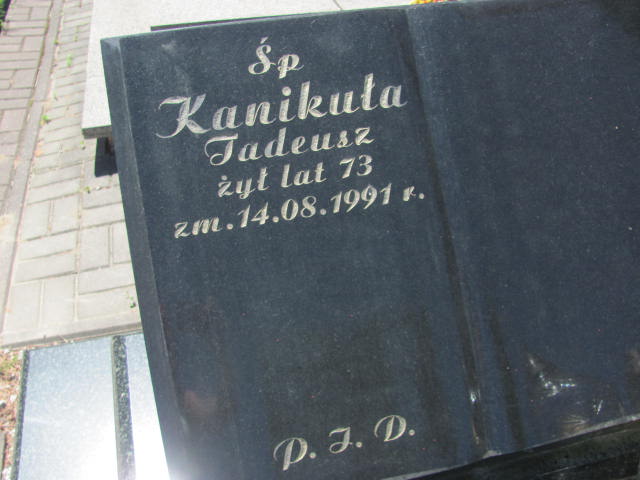 Śp
Kanikuła
Tadeusz
żył lat 73
zm. 14.08.1991 r.
P. J. D.